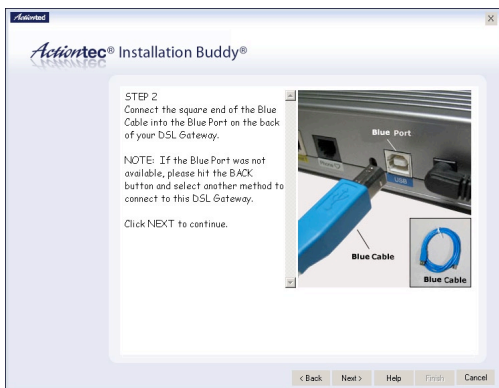 Actiontec
Actiontec® Installation Buddy®
STEP 2
Connect the square end of the Blue
Cable into the Blue Port on the back
of your DSL Gateway.
NOTE: If the Blue Port was not
available, please hit the BACK
button and select another method to
connect to this DSL Gateway.
Click NEXT to continue.
Blue Port
USB
Blue Cable
Blue Cable
< Back
Next >
Help
Finish
Cancel